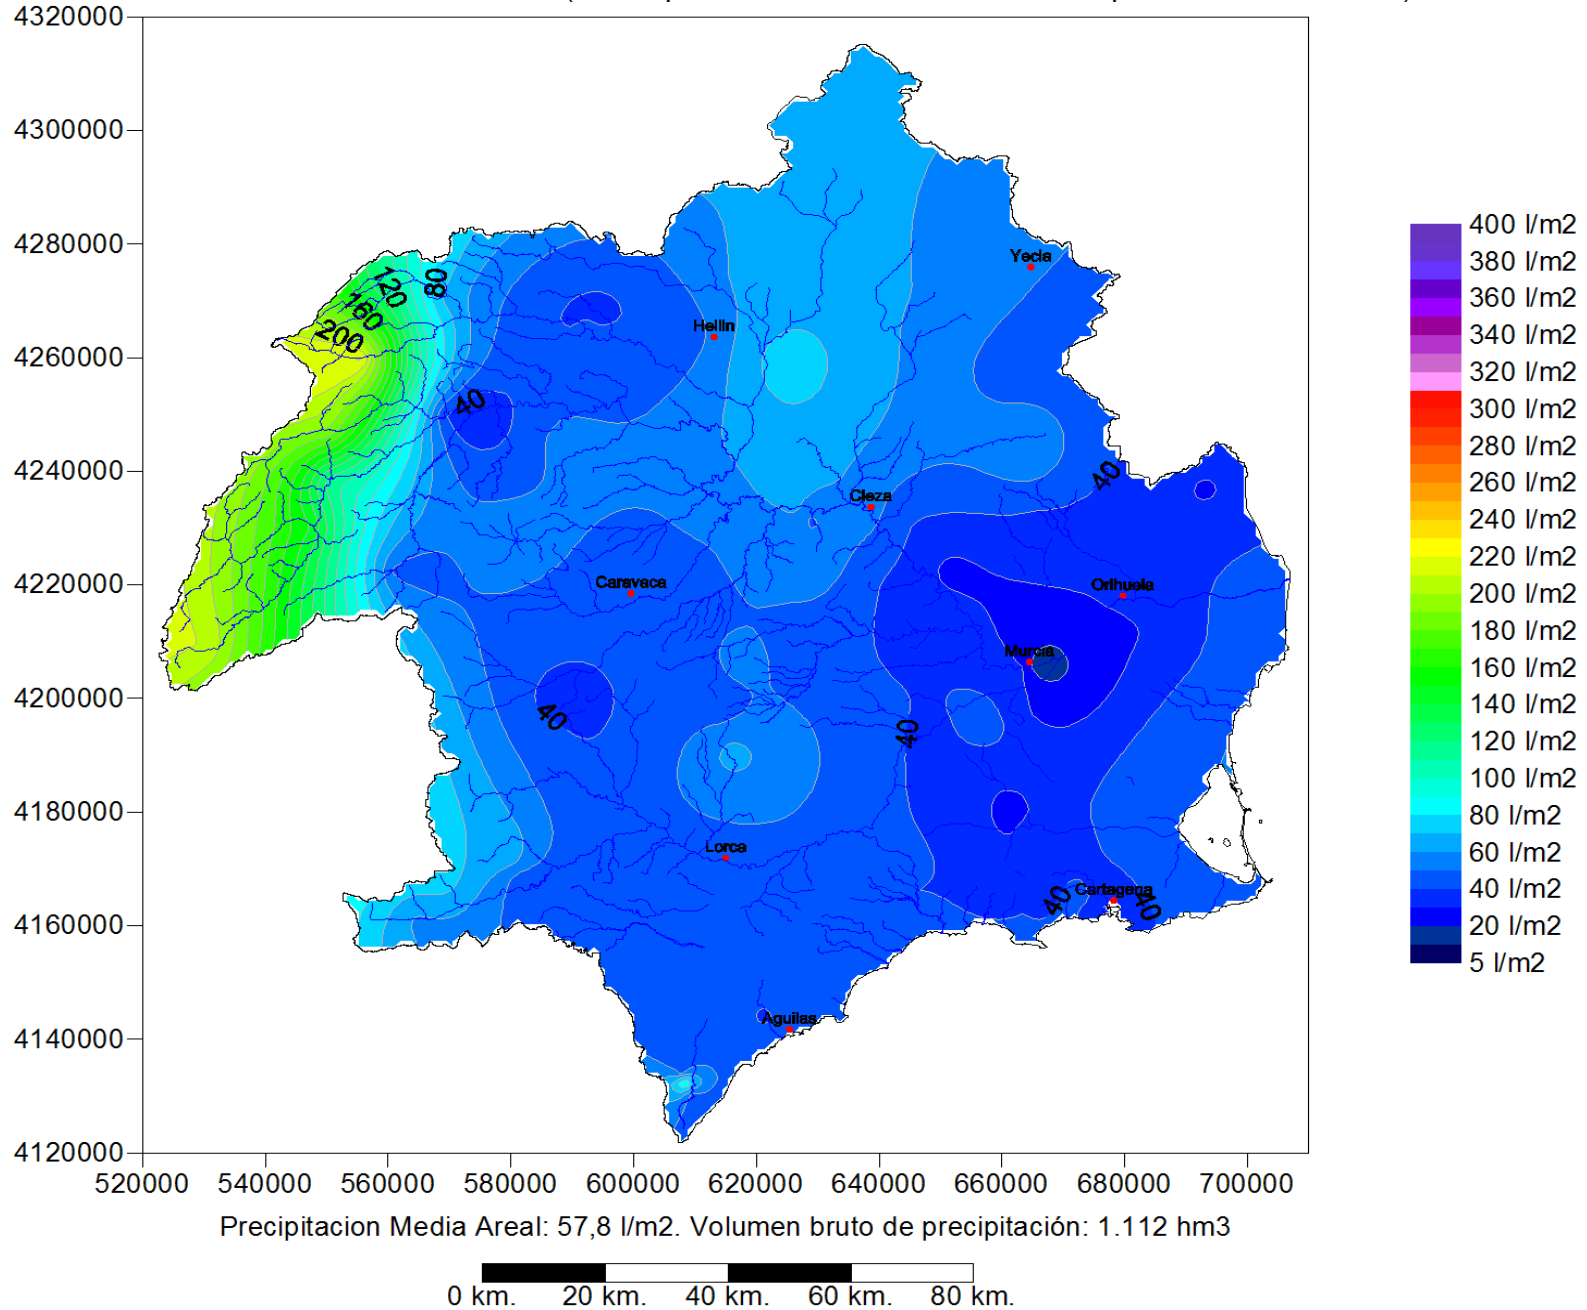 4320000
4300000
4280000
4260000
4240000
4220000
4200000
4180000
4160000
4140000
4120000
520000 540000 560000 580000 600000 620000 640000 660000 680000 700000
120
160
200
80
40
40
40
40
40
40
Yecla
Hellin
Cieza
Caravaca
Orihuela
Murcia
Lorca
Cartagena
Aguilas
400 l/m2
380 l/m2
360 l/m2
340 l/m2
320 l/m2
300 l/m2
280 l/m2
260 l/m2
240 l/m2
220 l/m2
200 l/m2
180 l/m2
160 l/m2
140 l/m2
120 l/m2
100 l/m2
80 l/m2
60 l/m2
40 l/m2
20 l/m2
5 l/m2
Precipitacion Media Areal: 57,8 l/m2. Volumen bruto de precipitación: 1.112 hm3
0 km. 20 km. 40 km. 60 km. 80 km.